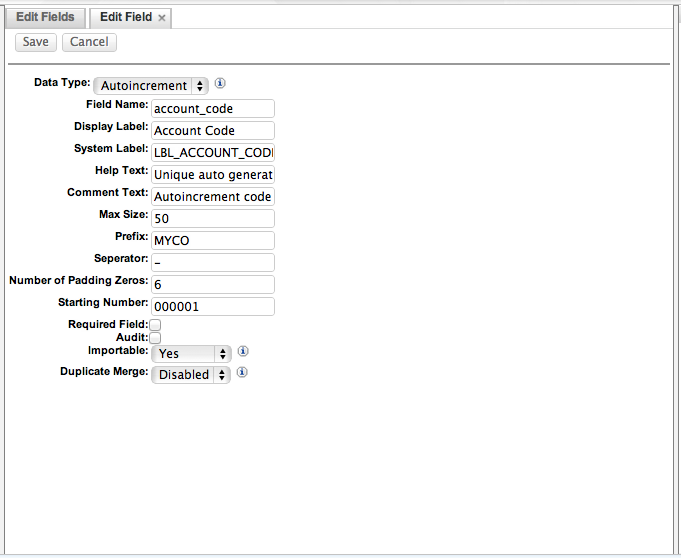 Edit Fields Edit Field ×
Save Cancel
Data Type: Autoincrement i
Field Name: account_code
Display Label: Account Code
System Label: LBL_ACCOUNT_COD
Help Text: Unique auto generat
Comment Text: Autoincrement code
Max Size: 50
Prefix: MYCO
Seperator: -
Number of Padding Zeros: 6
Starting Number: 000001
Required Field:
Audit:
Importable: Yes i
Duplicate Merge: Disabled i